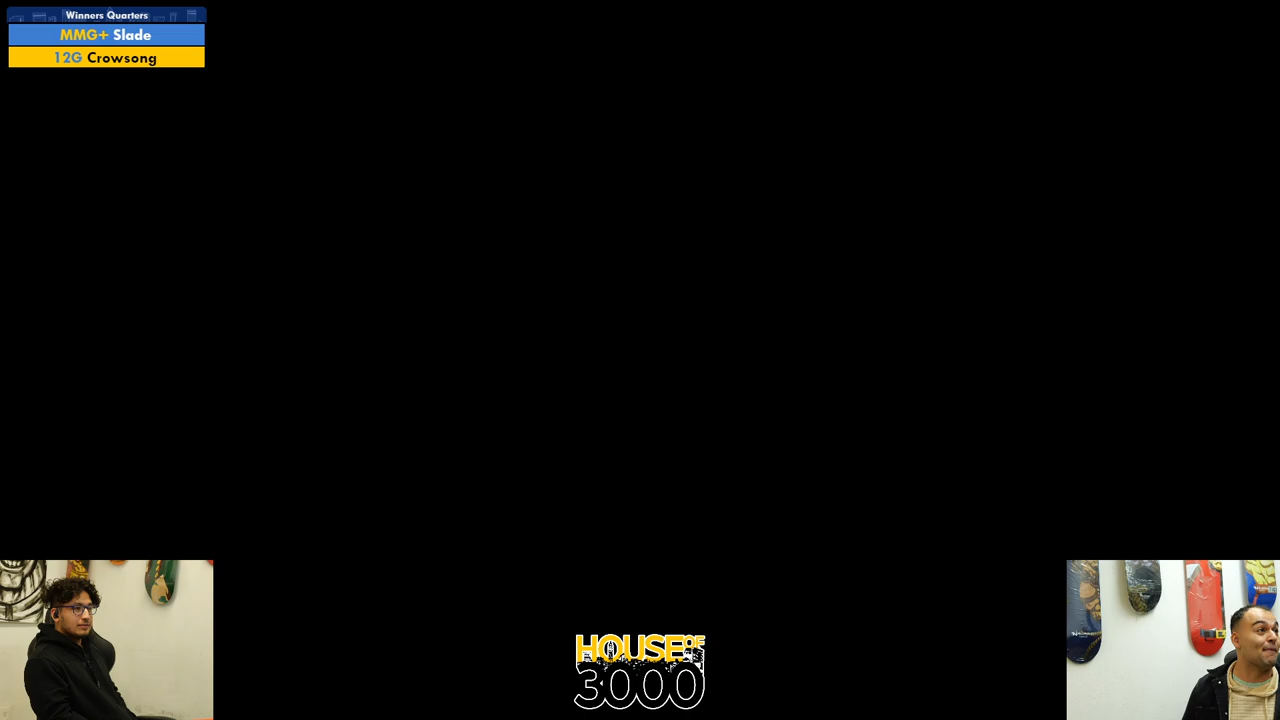 Winners Quarters
MMG+ Slade
12G Crowsong
HOUSE OF
3000